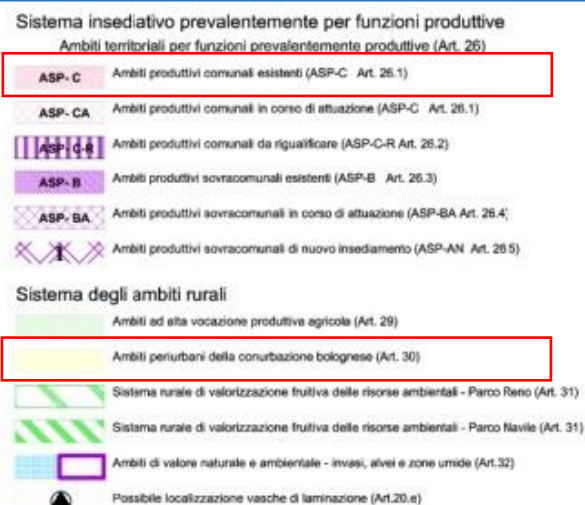 Sistema insediativo prevalentemente per funzioni produttive
Ambiti territoriali per funzioni prevalentemente produttive (Art. 26)
ASP- C Ambiti produttivi comunali esistenti (ASP-C Art. 26.1)
ASP- CA Ambiti produttivi comunali in corso di attuazione (ASP-C Art. 26.1)
ASP-C-R Ambiti produttivi comunali da riqualificare (ASP-C-R Art. 26.2)
ASP- B Ambiti produttivi sovracomunali esistenti (ASP-B Art. 26.3)
ASP- BA Ambiti produttivi sovracomunali in corso di attuazione (ASP-BA Art. 26.4)
1 Ambiti produttivi sovracomunali di nuovo insediamento (ASP-AN Art. 26.5)
Sistema degli ambiti rurali
Ambiti ad alta vocazione produttiva agricola (Art. 29)
Ambiti periurbani della conurbazione bolognese (Art. 30)
Sistema rurale di valorizzazione fruitiva delle risorse ambientali - Parco Reno (Art. 31)
Sistema rurale di valorizzazione fruitiva delle risorse ambientali - Parco Navile (Art. 31)
Ambiti di valore naturale e ambientale - invasi, alvei e zone umide (Art.32)
Possibile localizzazione vasche di laminazione (Art.20.e)